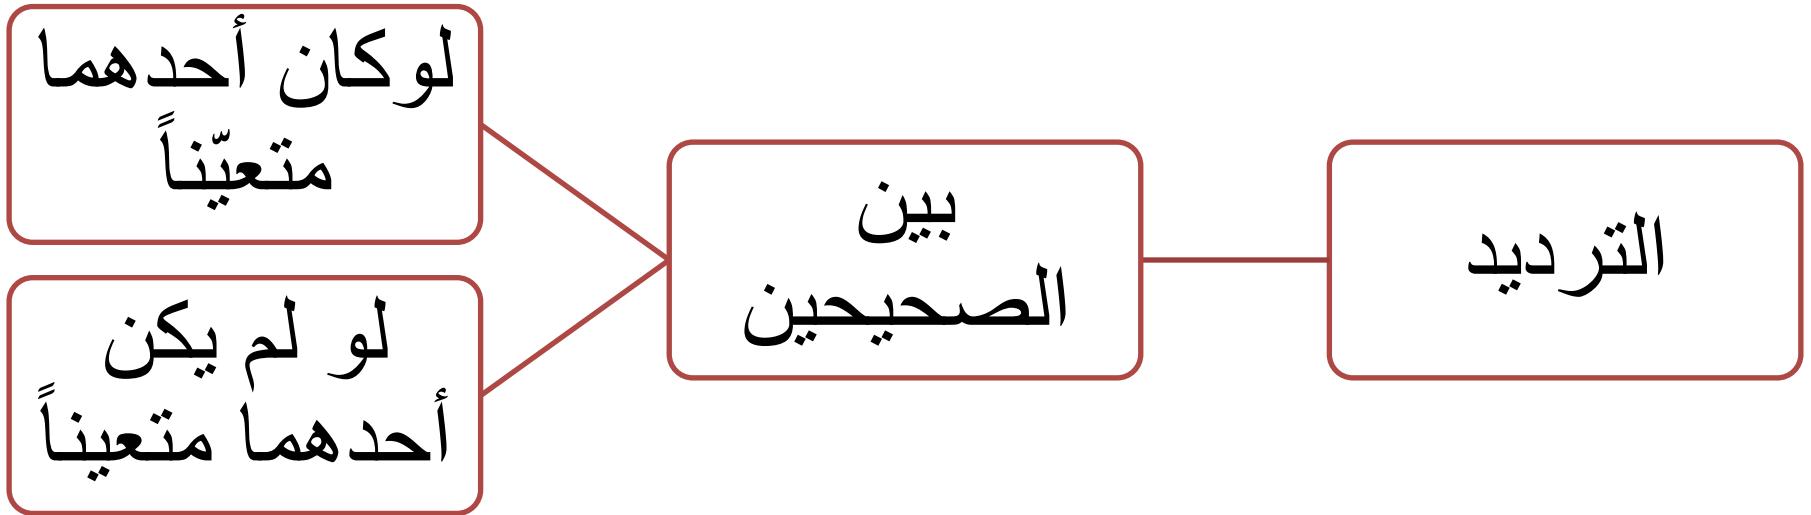 الترديد
بين
الصحيحين
لوكان أحدهما
متعيّناً
لو لم يكن
أحدهما متعيناً